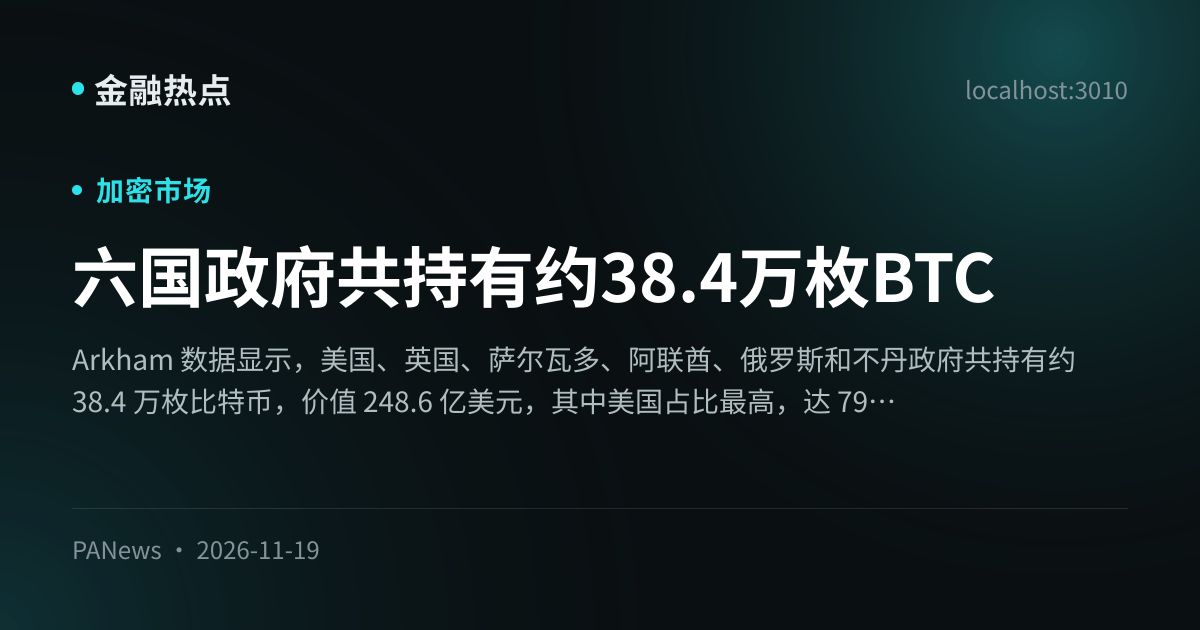 金融热点
localhost:3010
加密市场
六国政府共持有约38.4万枚BTC
Arkham 数据显示，美国、英国、萨尔瓦多、阿联酋、俄罗斯和不丹政府共持有约
38.4 万枚比特币，价值 248.6 亿美元，其中美国占比最高，达 79…
PANews • 2026-11-19